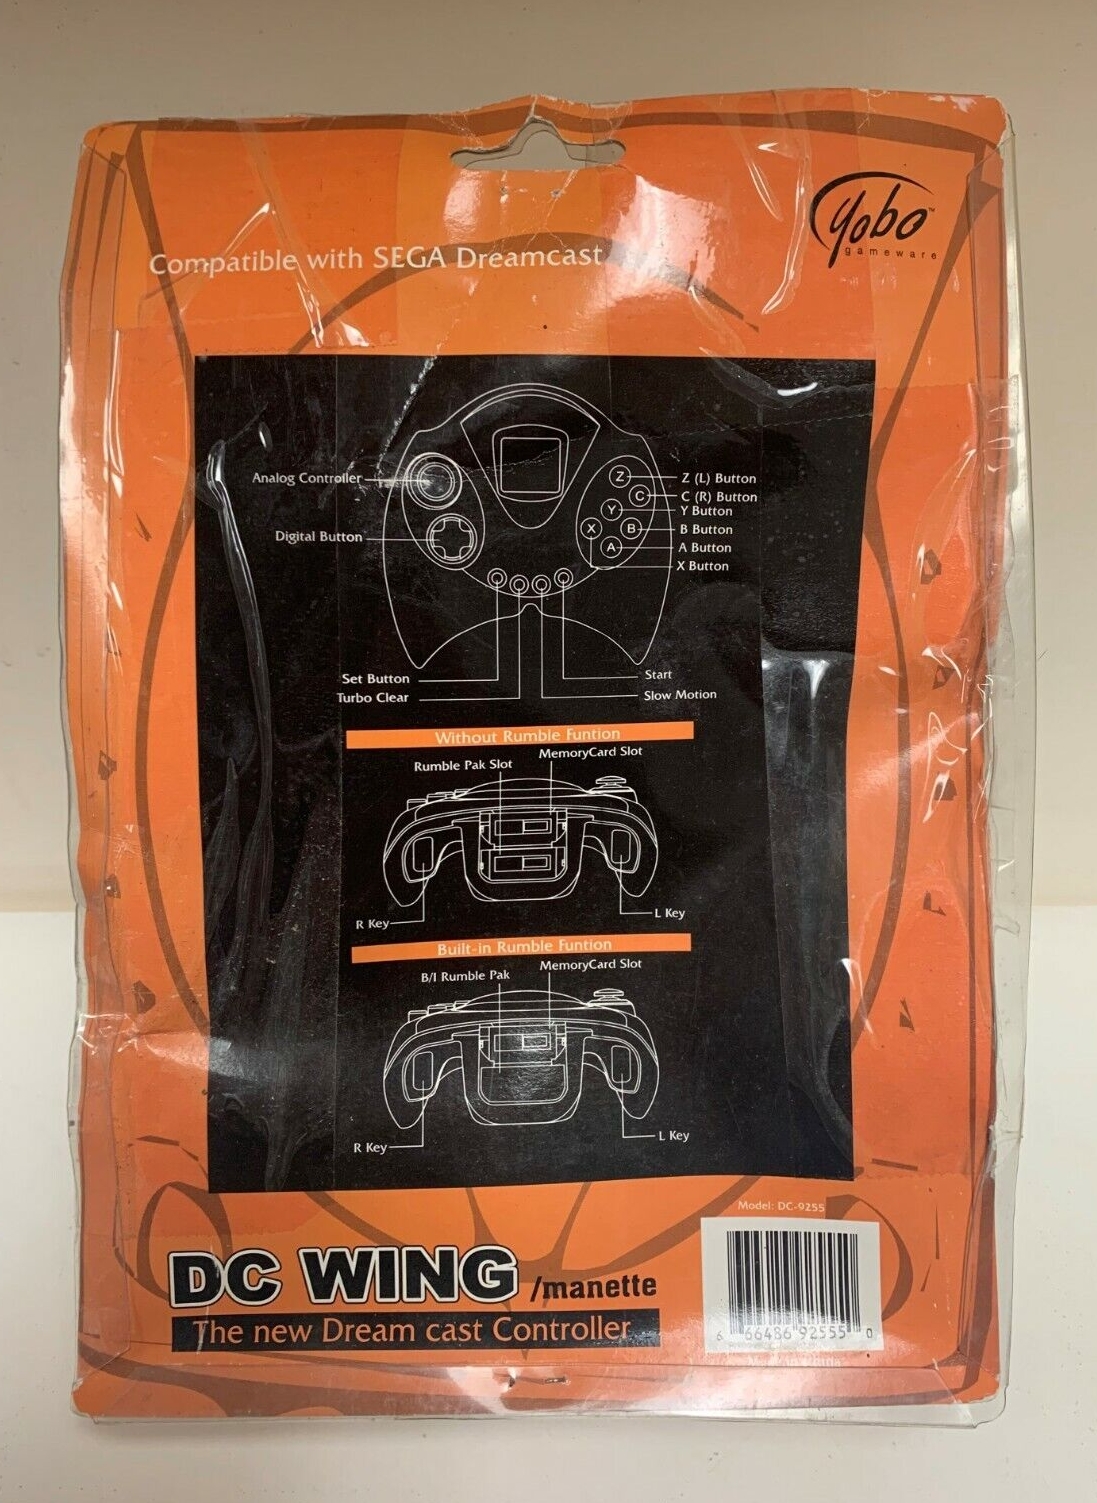 Yobo™
gameware
Compatible with SEGA Dreamcast
Analog Controller
Digital Button
Z
C
Y
X
B
A
Z (L) Button
C (R) Button
Y Button
B Button
A Button
X Button
Set Button
Turbo Clear
Start
Slow Motion
Without Rumble Funtion
Rumble Pak Slot
MemoryCard Slot
R Key
L Key
Built-in Rumble Funtion
B/I Rumble Pak
MemoryCard Slot
R Key
L Key
Model: DC-9255
DC WING /manette
The new Dream cast Controller
6 66486 92555 0